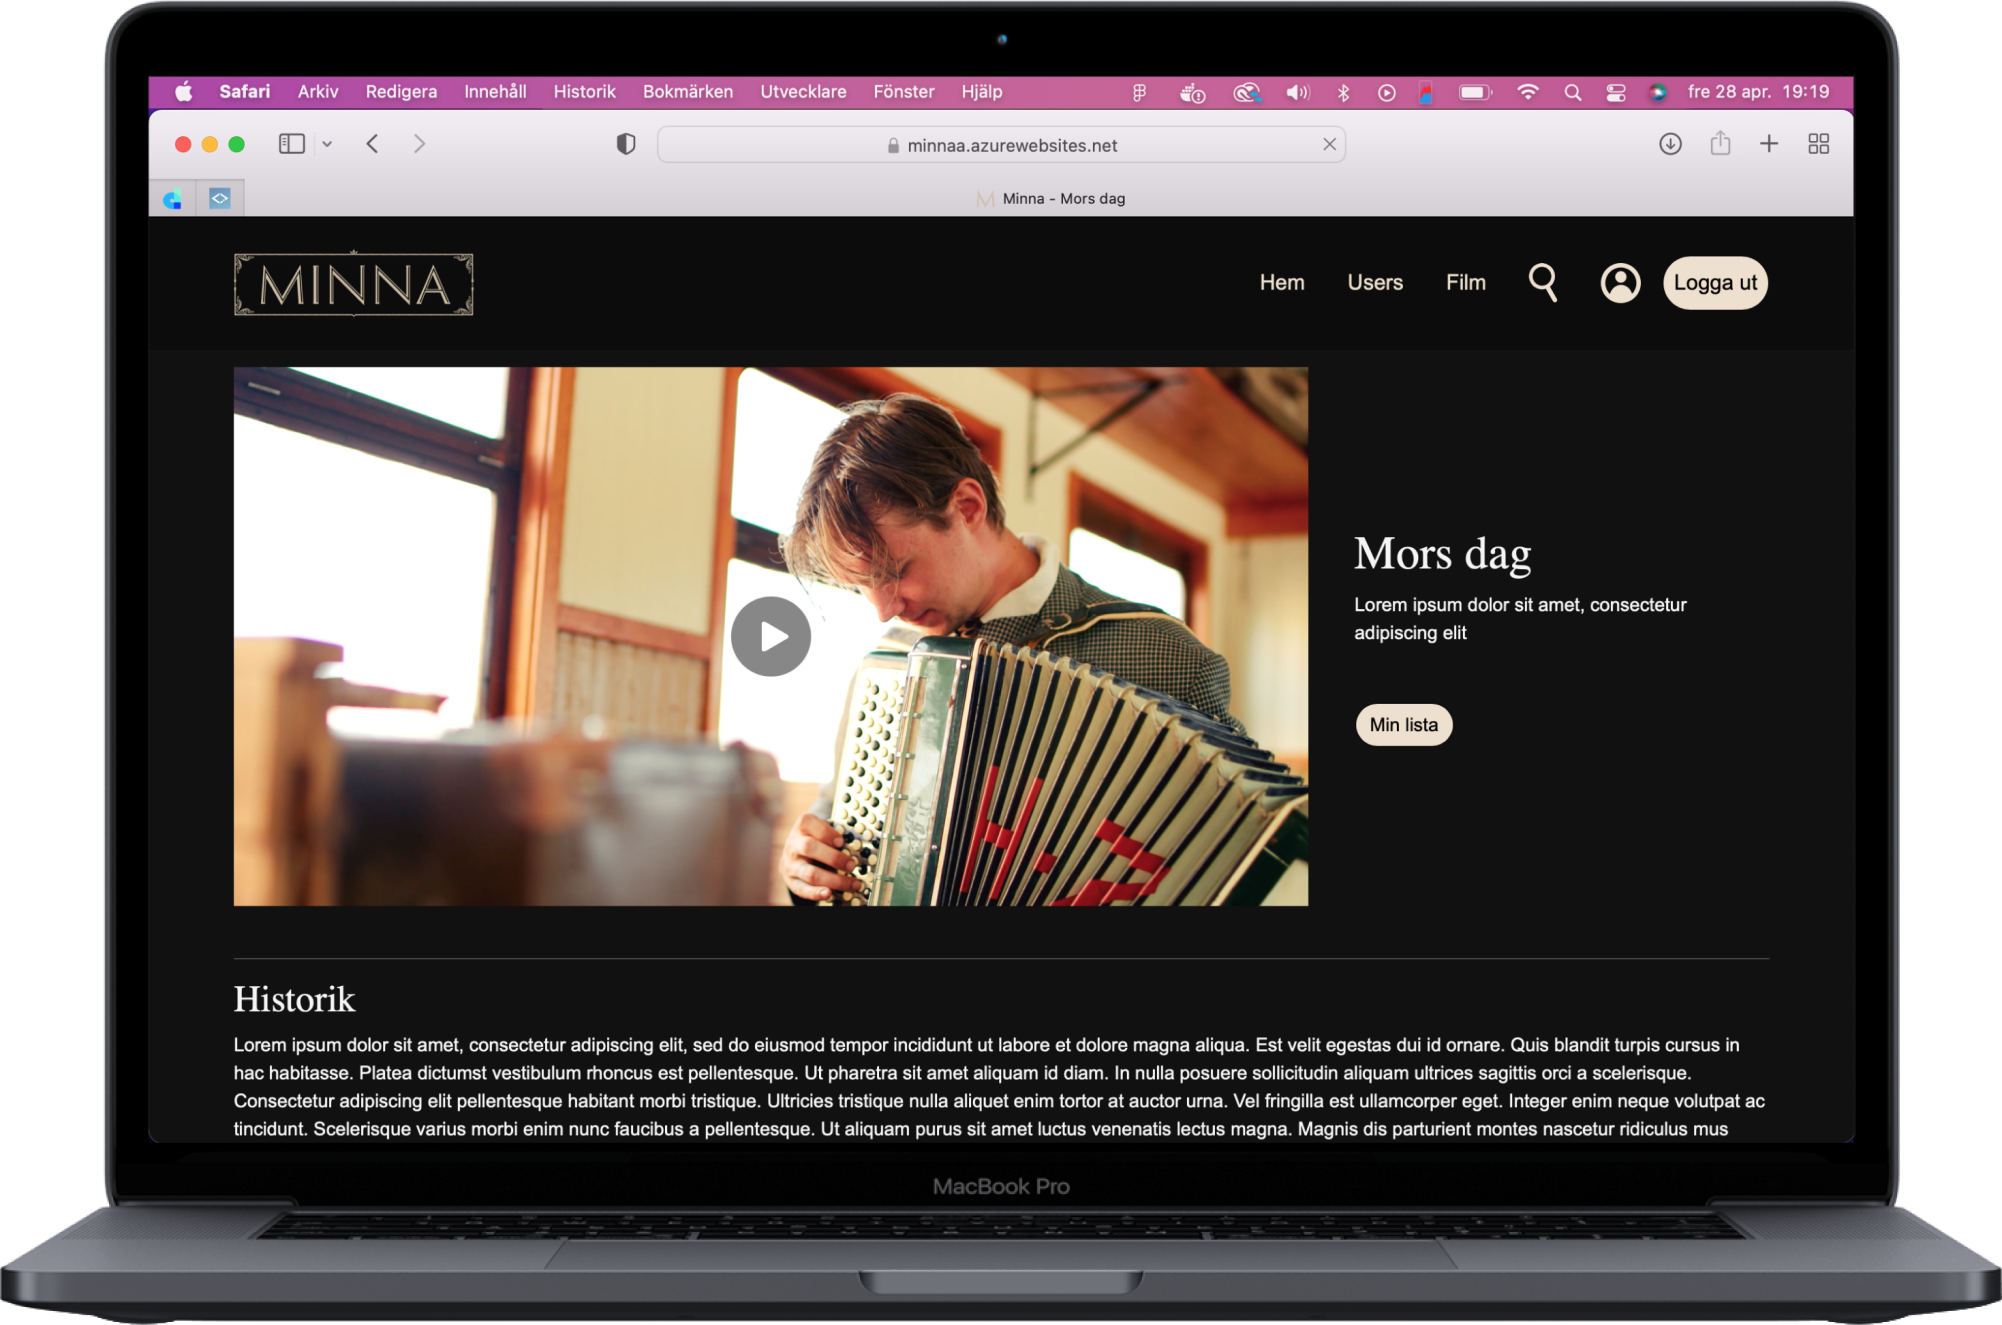 Safari Arkiv Redigera Innehåll Historik Bokmärken Utvecklare Fönster Hjälp fre 28 apr. 19:19
minnaa.azurewebsites.net
M Minna - Mors dag
MINNA
Hem Users Film Logga ut
Mors dag
Lorem ipsum dolor sit amet, consectetur
adipiscing elit
Min lista
Historik
Lorem ipsum dolor sit amet, consectetur adipiscing elit, sed do eiusmod tempor incididunt ut labore et dolore magna aliqua. Est velit egestas dui id ornare. Quis blandit turpis cursus in
hac habitasse. Platea dictumst vestibulum rhoncus est pellentesque. Ut pharetra sit amet aliquam id diam. In nulla posuere sollicitudin aliquam ultrices sagittis orci a scelerisque.
Consectetur adipiscing elit pellentesque habitant morbi tristique. Ultricies tristique nulla aliquet enim tortor at auctor urna. Vel fringilla est ullamcorper eget. Integer enim neque volutpat ac
tincidunt. Scelerisque varius morbi enim nunc faucibus a pellentesque. Ut aliquam purus sit amet luctus venenatis lectus magna. Magnis dis parturient montes nascetur ridiculus mus
MacBook Pro